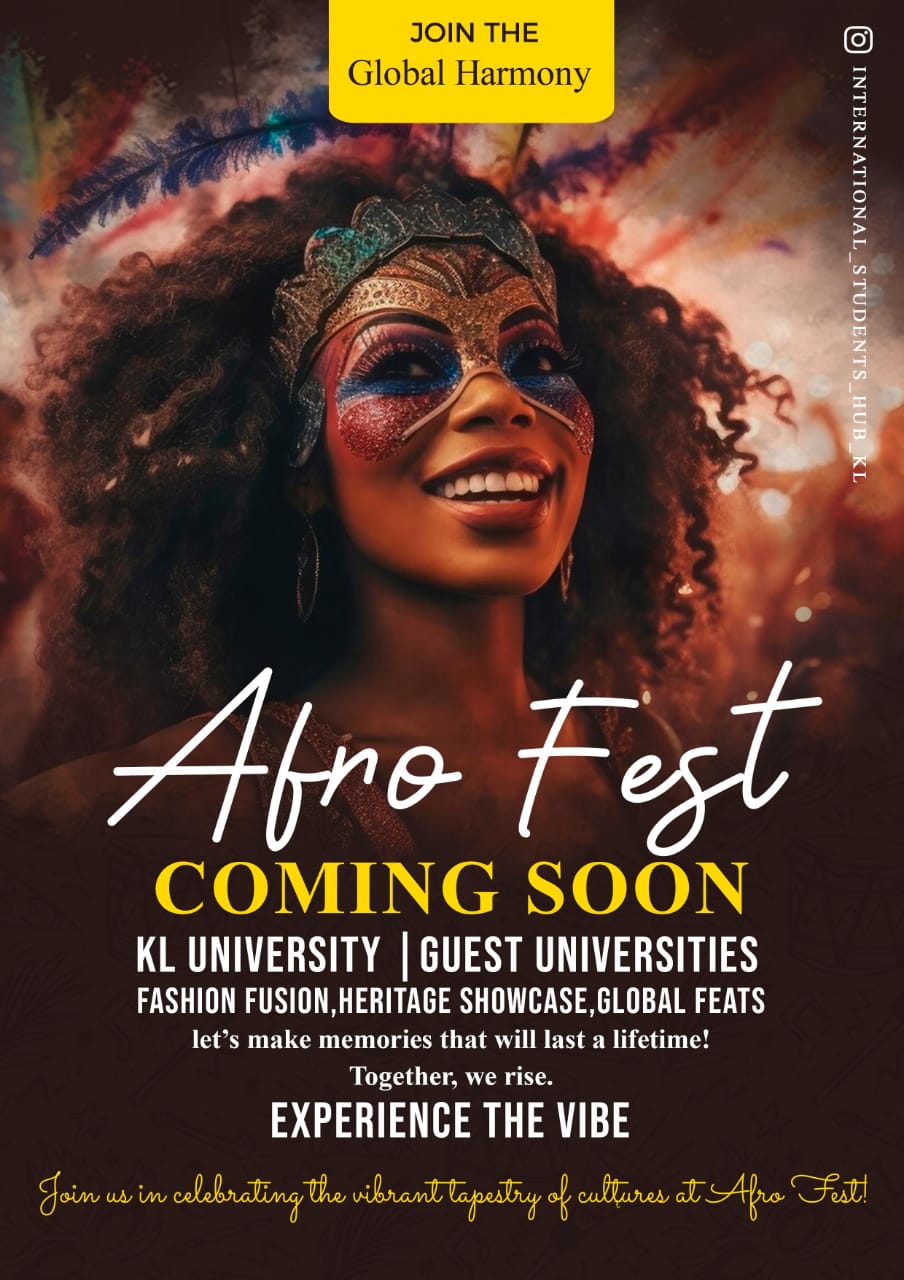 JOIN THE
Global Harmony
INTERNATIONAL_STUDENTS_HUB_KL
Afro Fest
COMING SOON
KL UNIVERSITY |GUEST UNIVERSITIES
FASHION FUSION,HERITAGE SHOWCASE,GLOBAL FEATS
let's make memories that will last a lifetime!
Together, we rise.
EXPERIENCE THE VIBE
Join us in celebrating the vibrant tapestry of cultures at Afro Fest!